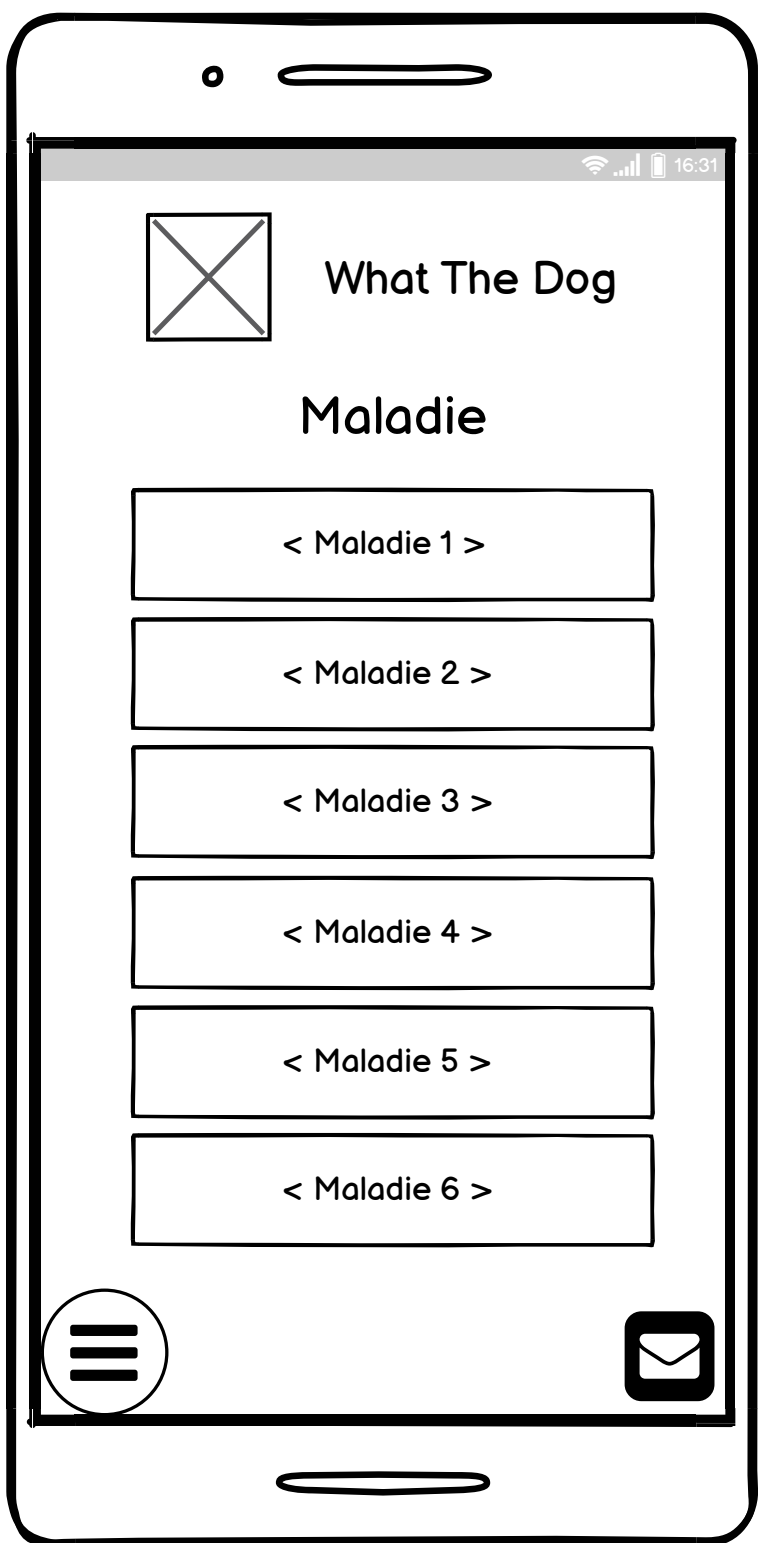 16:31
What The Dog
Maladie
< Maladie 1 >
< Maladie 2 >
< Maladie 3 >
< Maladie 4 >
< Maladie 5 >
< Maladie 6 >